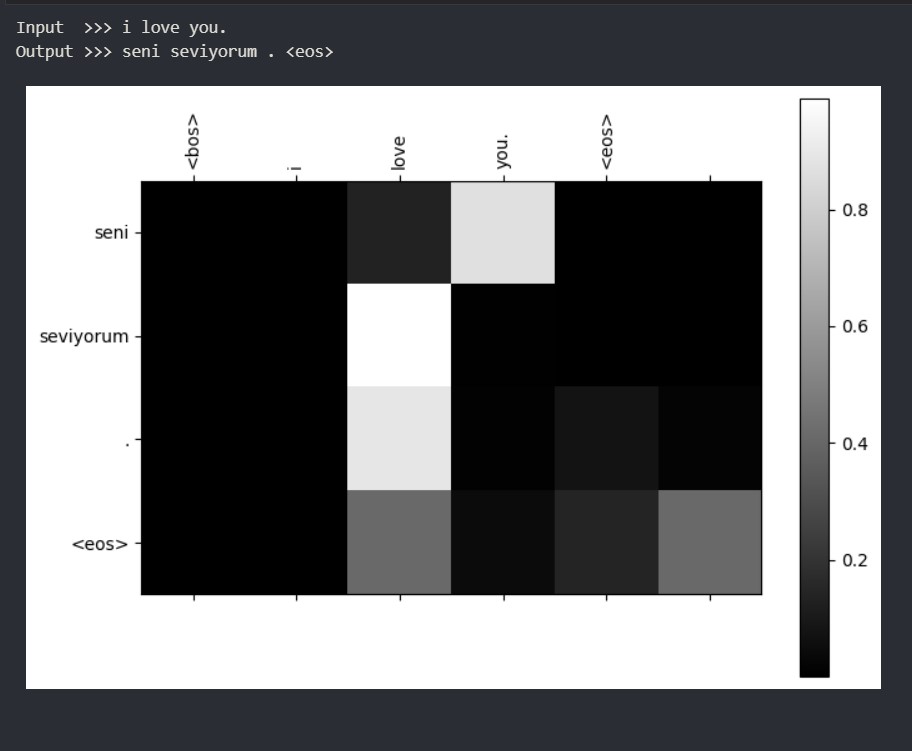 Input  >>> i love you.
Output >>> seni seviyorum . <eos>
<bos> i love you. <eos>
seni
seviyorum
.
<eos>
0.8
0.6
0.4
0.2